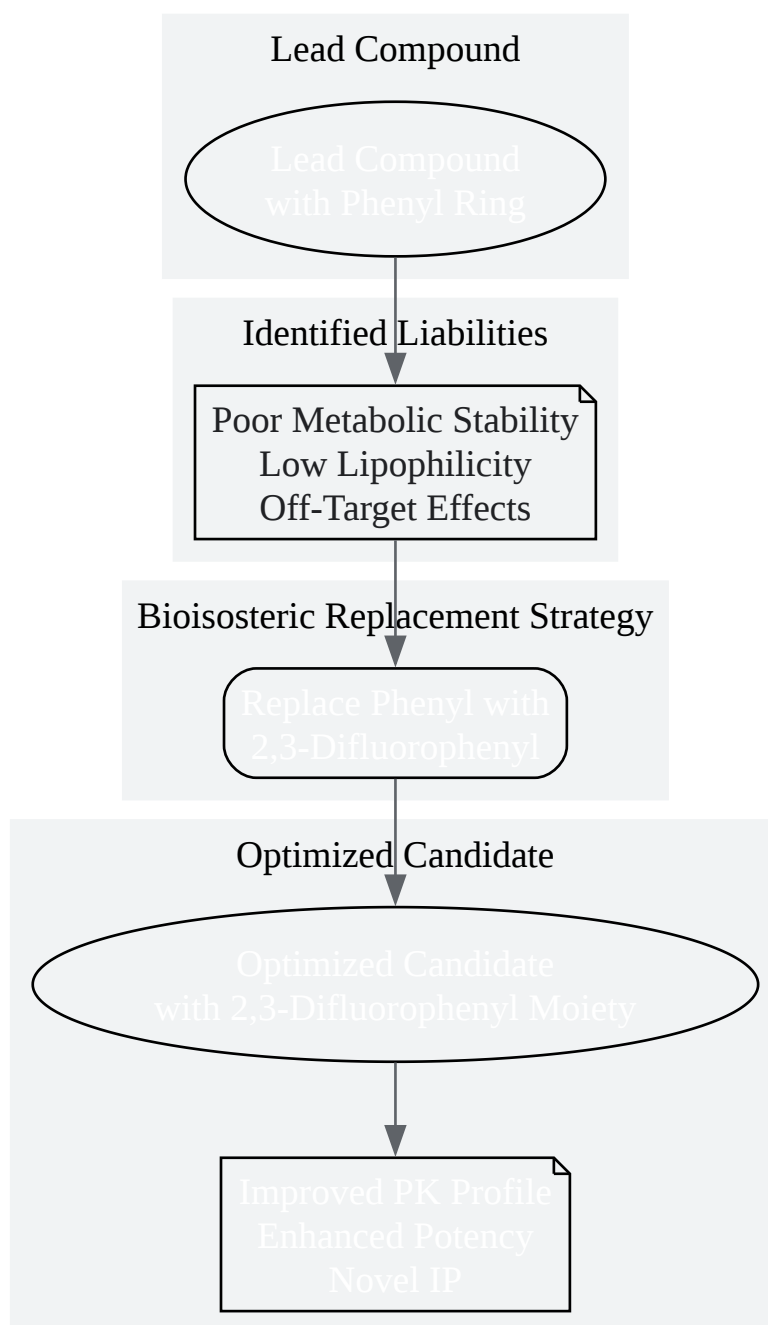 Lead Compound
Lead Compound
with Phenyl Ring
Identified Liabilities
Poor Metabolic Stability
Low Lipophilicity
Off-Target Effects
Bioisosteric Replacement Strategy
Replace Phenyl with
2,3-Difluorophenyl
Optimized Candidate
Optimized Candidate
with 2,3-Difluorophenyl Moiety
Improved PK Profile
Enhanced Potency
Novel IP